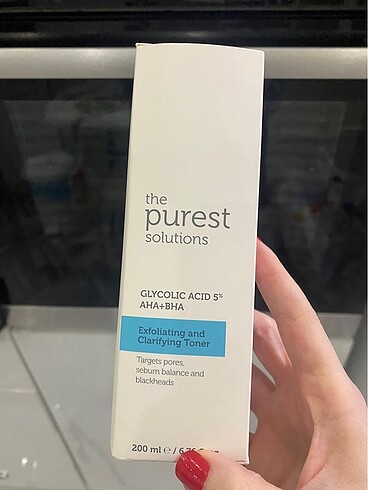 the
purest
solutions
GLYCOLIC ACID 5%
AHA+BHA
Exfoliating and
Clarifying Toner
Targets pores,
sebum balance and
blackheads
200 ml ℮ /